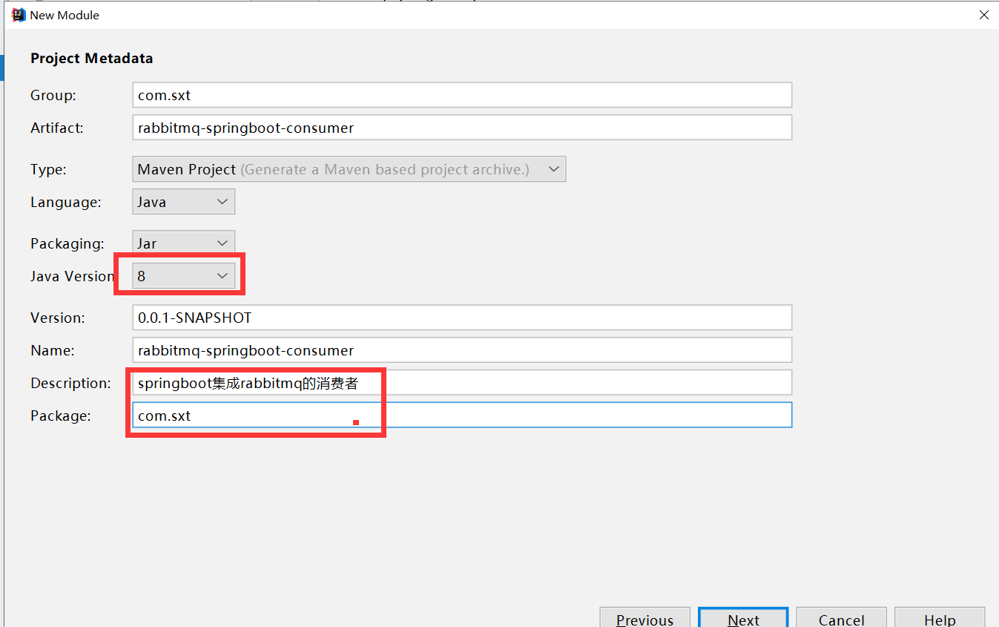 New Module
Project Metadata
Group: com.sxt
Artifact: rabbitmq-springboot-consumer
Type: Maven Project (Generate a Maven based project archive.)
Language: Java
Packaging: Jar
Java Version 8
Version: 0.0.1-SNAPSHOT
Name: rabbitmq-springboot-consumer
Description: springboot集成rabbitmq的消费者
Package: com.sxt
Previous Next Cancel Help